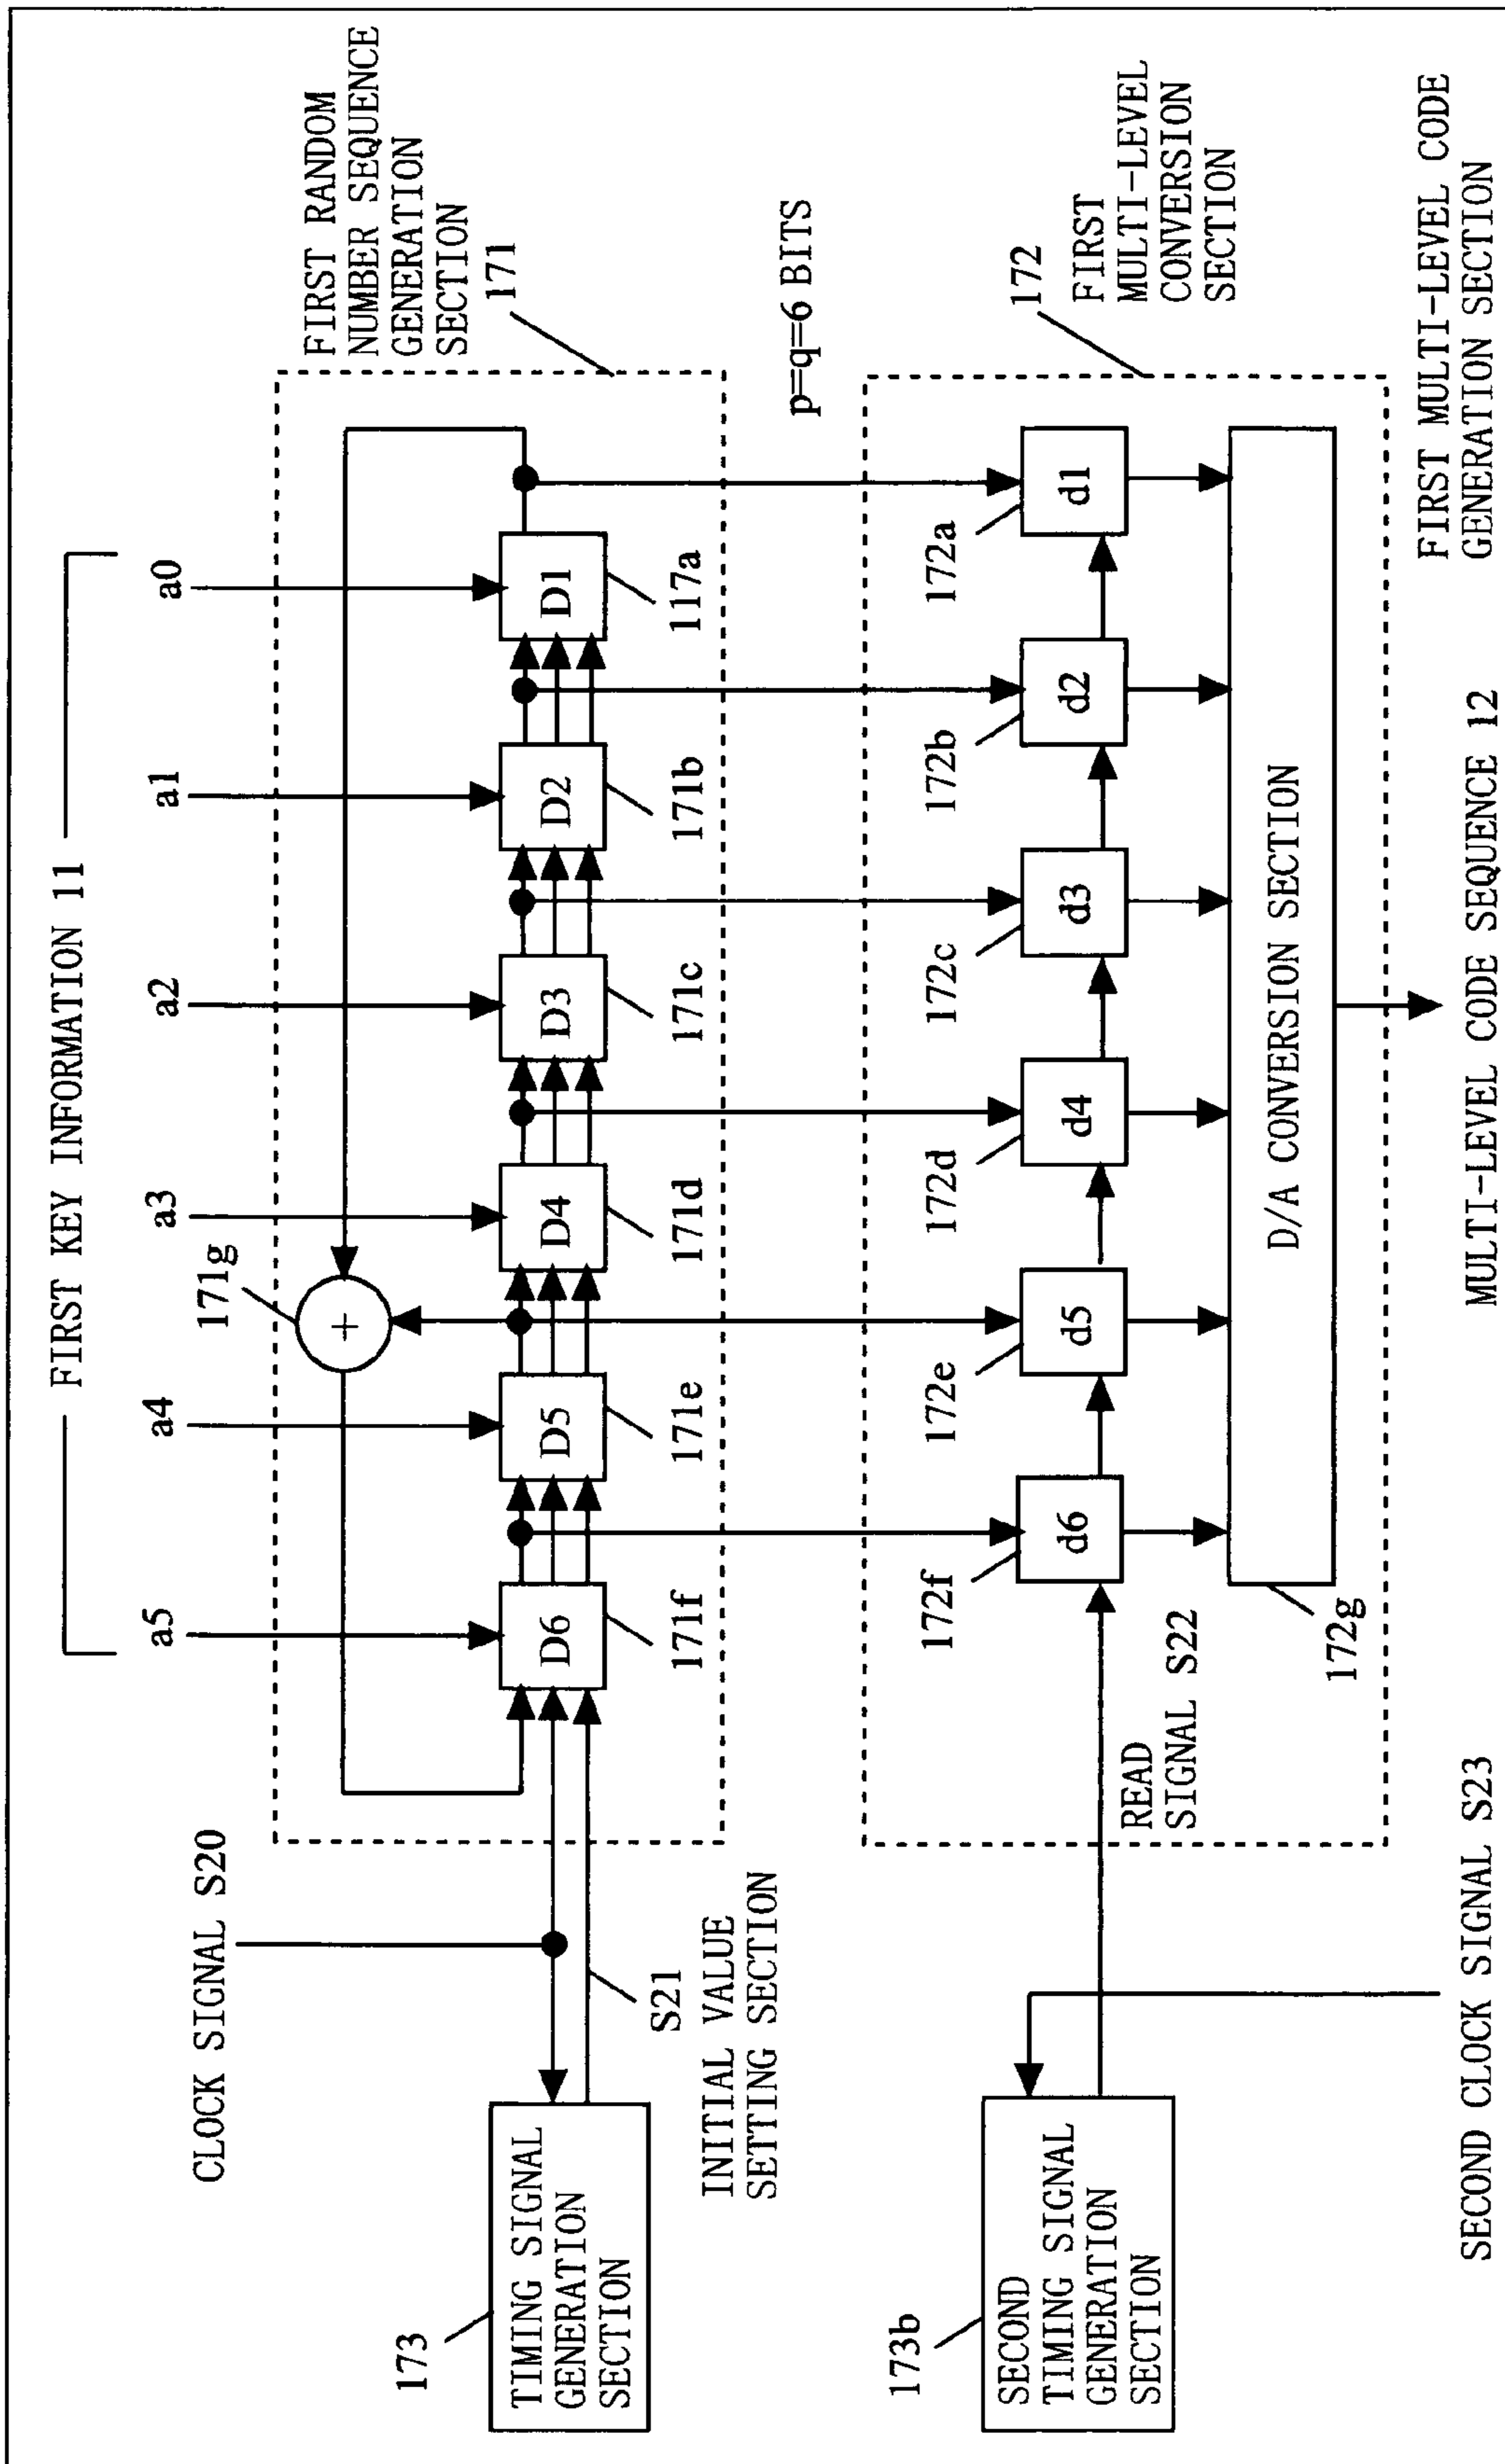 FIRST KEY INFORMATION 11
a5
a4
a3
a2
a1
a0
CLOCK SIGNAL S20
171g
+
FIRST RANDOM
NUMBER SEQUENCE
GENERATION
SECTION
171
173
TIMING SIGNAL
GENERATION
SECTION
D6
D5
D4
D3
D2
D1
171f
171e
171d
171c
171b
117a
S21
INITIAL VALUE
SETTING SECTION
p=q=6 BITS
173b
SECOND
TIMING SIGNAL
GENERATION
SECTION
READ
SIGNAL S22
172f
172e
172d
172c
172b
172a
d6
d5
d4
d3
d2
d1
172
FIRST
MULTI-LEVEL
CONVERSION
SECTION
D/A CONVERSION SECTION
172g
SECOND CLOCK SIGNAL S23
MULTI-LEVEL CODE SEQUENCE 12
FIRST MULTI-LEVEL CODE
GENERATION SECTION